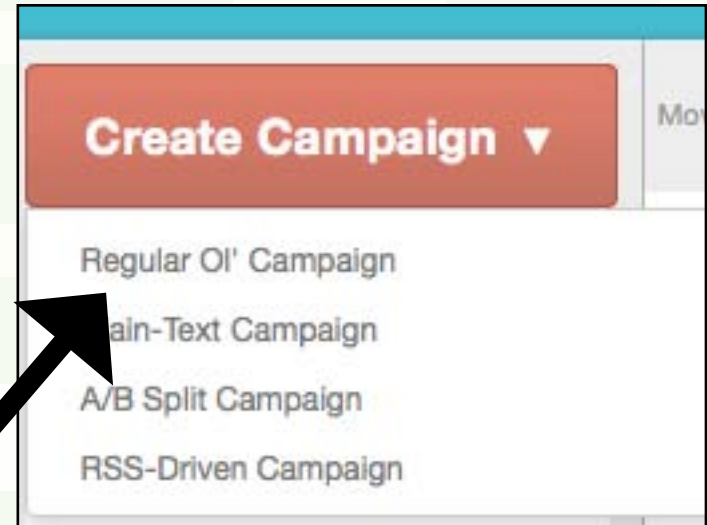 Create Campaign ▼
Mov
Regular Ol' Campaign
ain-Text Campaign
A/B Split Campaign
RSS-Driven Campaign